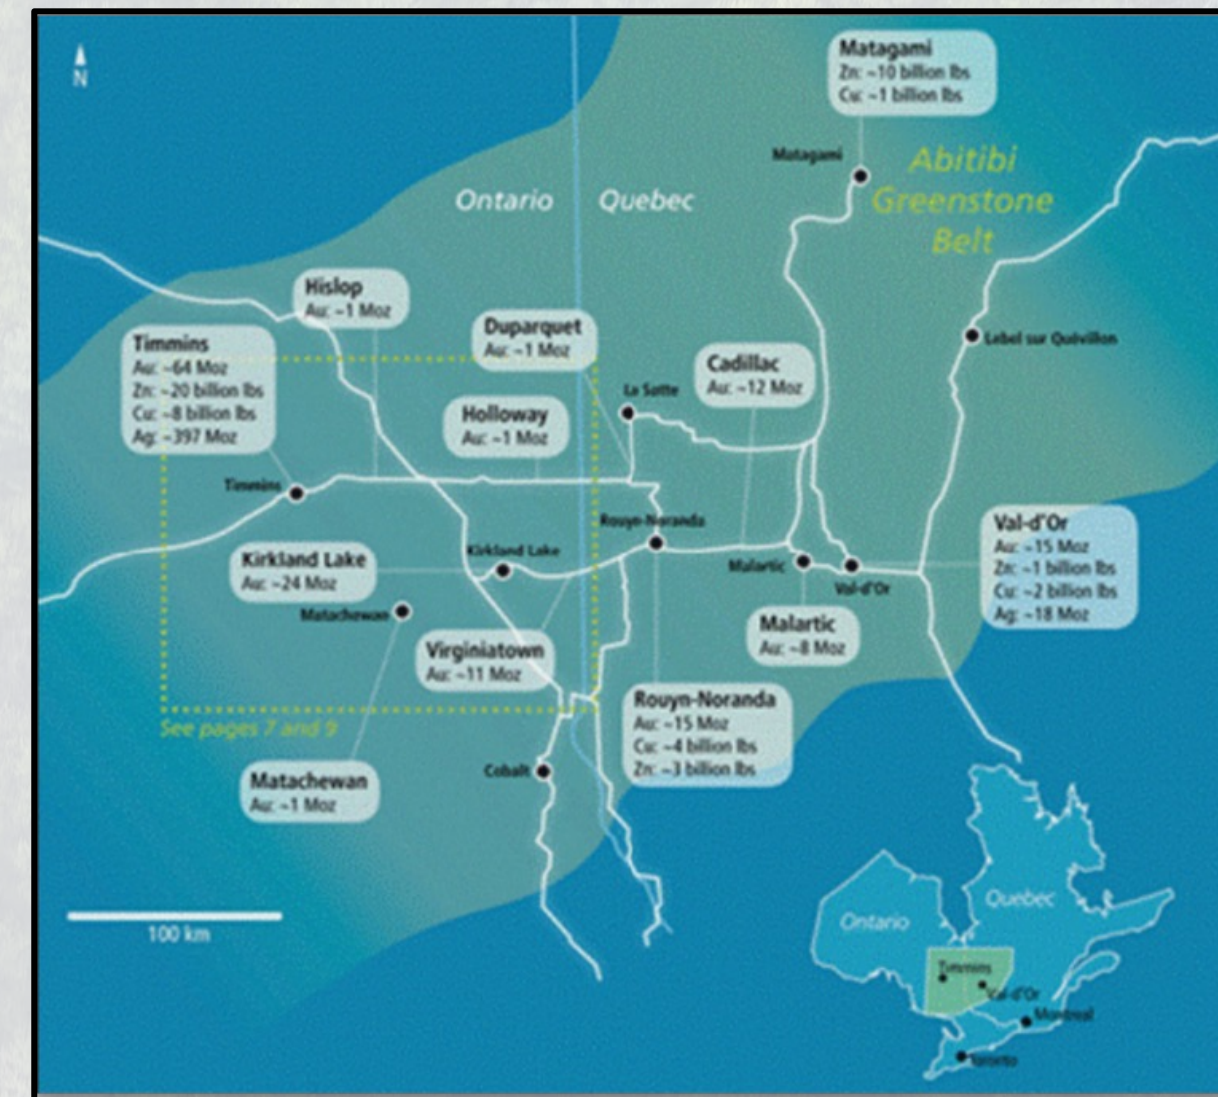 N
Matagami
Zn: ~10 billion lbs
Cu: ~1 billion lbs
Matagami
Abitibi
Greenstone
Belt
Ontario
Quebec
Hislop
Au: ~1 Moz
Duparquet
Au: ~1 Moz
Timmins
Au: ~64 Moz
Zn: ~20 billion lbs
Cu: ~8 billion lbs
Ag: ~397 Moz
Label sur Quévillon
Cadillac
Au: ~12 Moz
La Sotte
Holloway
Au: ~1 Moz
Timmins
Rouyn-Noranda
Val-d'Or
Au: ~15 Moz
Zn: ~1 billion lbs
Cu: ~2 billion lbs
Ag: ~18 Moz
Kirkland Lake
Au: ~24 Moz
Kirkland Lake
Malartic
Val-d'Or
Matachewan
Malartic
Au: ~8 Moz
Virginiatown
Au: ~11 Moz
Rouyn-Noranda
Au: ~15 Moz
Cu: ~4 billion lbs
Zn: ~3 billion lbs
See pages 7 and 9
Cobalt
Matachewan
Au: ~1 Moz
100 km
Ontario
Quebec
Timmins
Val-d'Or
Montreal
Toronto